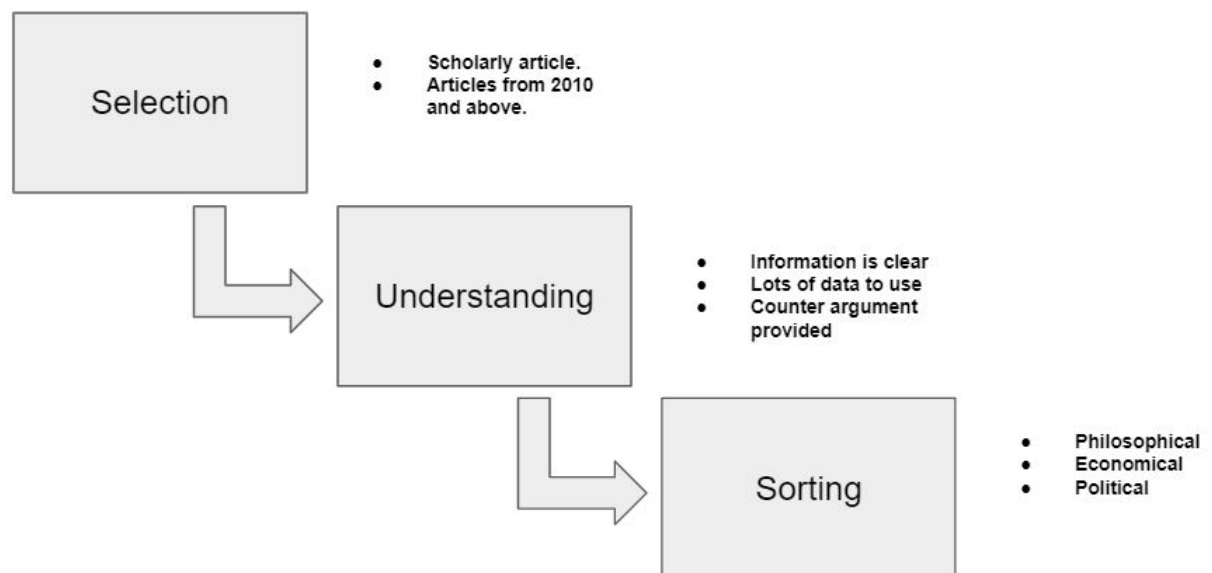 Selection
● Scholarly article.
● Articles from 2010
and above.
Understanding
● Information is clear
● Lots of data to use
● Counter argument
provided
Sorting
● Philosophical
● Economical
● Political